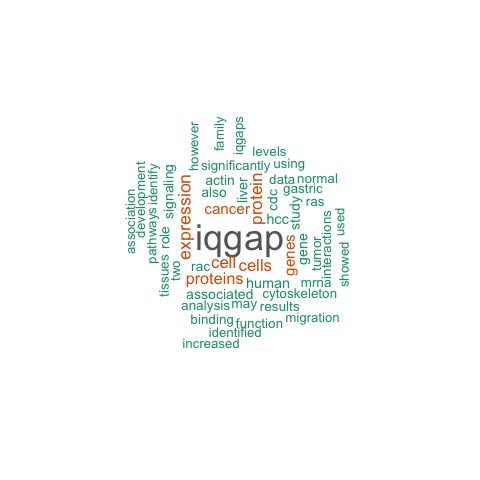 however
family
iqgaps
levels
significantly
using
association
development
pathways
identify
signaling
expression
actin
also
liver
protein
cdc
data
normal
gastric
ras
cancer
hcc
study
used
iqgap
role
tissues
two
rac
cell
cells
genes
gene
tumor
interactions
showed
proteins
human
mrna
associated
cytoskeleton
analysis
may
results
binding
function
migration
identified
increased